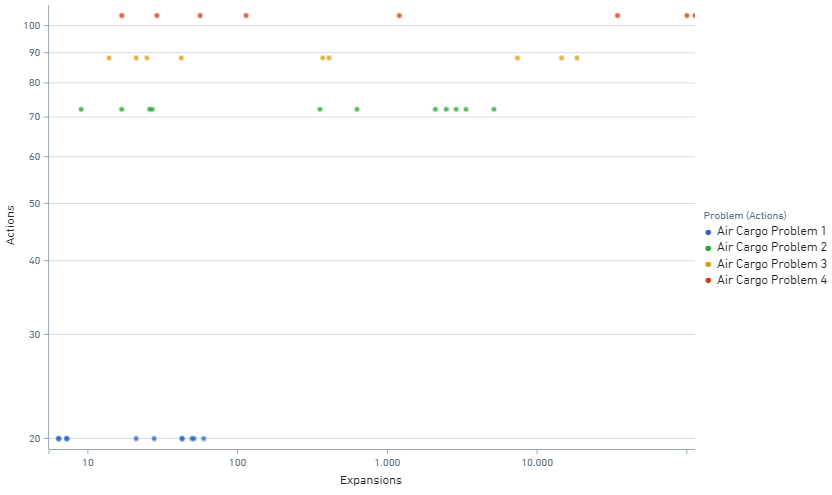 100
90
80
70
60
50
40
30
20
Actions
10
100
1.000
10.000
Expansions
Problem (Actions)
Air Cargo Problem 1
Air Cargo Problem 2
Air Cargo Problem 3
Air Cargo Problem 4